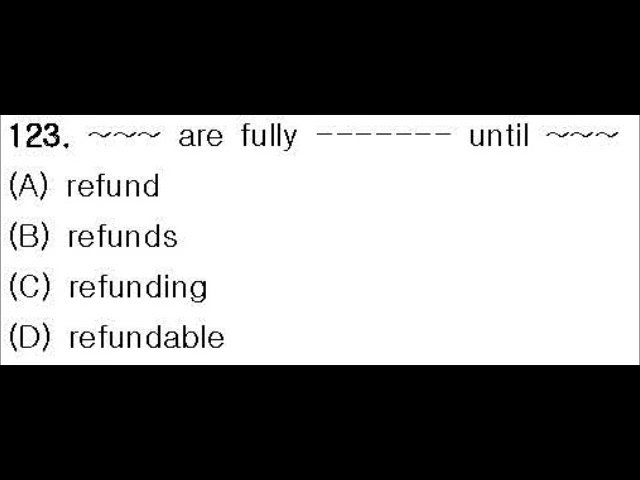 123. ~~~ are fully ------- until ~~~
(A) refund
(B) refunds
(C) refunding
(D) refundable